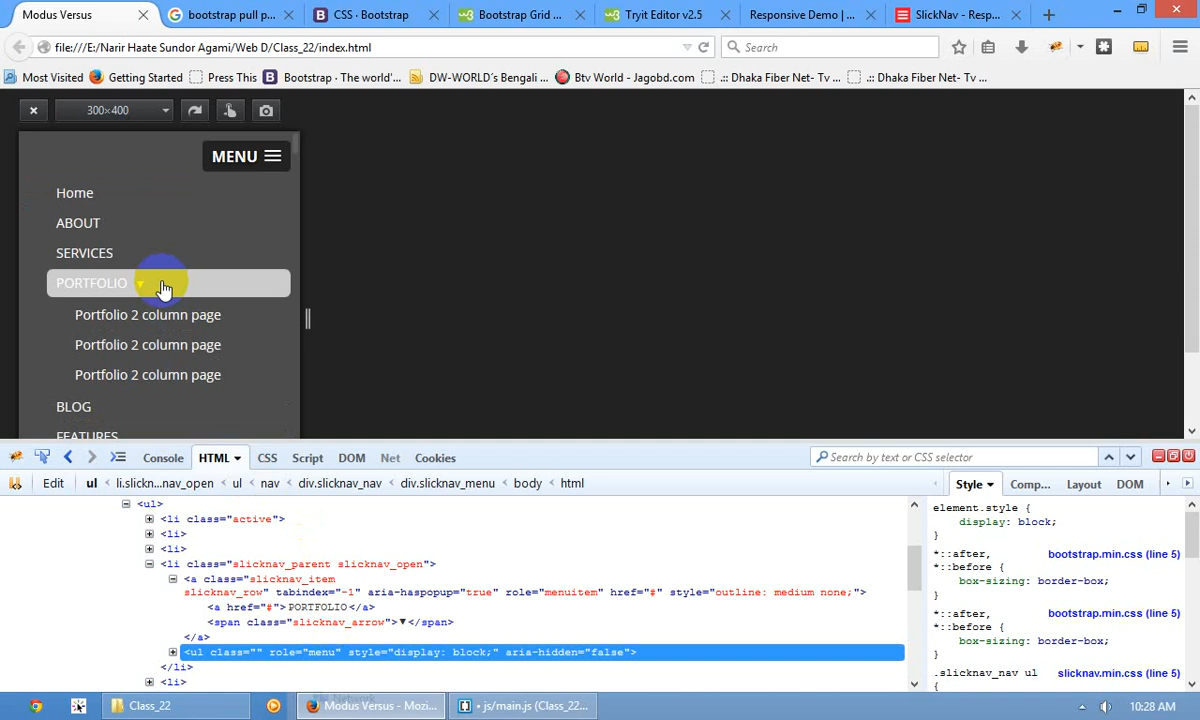 Modus Versus
bootstrap pull p...
CSS · Bootstrap
Bootstrap Grid ...
Tryit Editor v2.5
Responsive Demo | ...
SlickNav - Resp...
file:///E:/Narir Haate Sundor Agami/Web D/Class_22/index.html
Search
Most Visited
Getting Started
Press This
Bootstrap · The world'...
DW-WORLD's Bengali ...
Btv World - Jagobd.com
.:: Dhaka Fiber Net- Tv ...
.:: Dhaka Fiber Net- Tv ...
300×400
MENU
Home
ABOUT
SERVICES
PORTFOLIO ▼
Portfolio 2 column page
Portfolio 2 column page
Portfolio 2 column page
BLOG
FEATURES
Console HTML CSS Script DOM Net Cookies
Search by text or CSS selector
Edit ul < li.slickn...nav_open < ul < nav < div.slicknav_nav < div.slicknav_menu < body < html
Style Comp... Layout DOM
<ul>
<li class="active">
<li>
<li>
<li class="slicknav_parent slicknav_open">
<a class="slicknav_item
slicknav_row" tabindex="-1" aria-haspopup="true" role="menuitem" href="#" style="outline: medium none;">
<a href="#">PORTFOLIO</a>
<span class="slicknav_arrow">▼</span>
</a>
<ul class="" role="menu" style="display: block;" aria-hidden="false">
</li>
<li>
element.style {
display: block;
}
*::after, bootstrap.min.css (line 5)
*::before {
box-sizing: border-box;
}
*::after, bootstrap.min.css (line 5)
*::before {
box-sizing: border-box;
}
.slicknav_nav ul slicknav.min.css (line 5)
{
Class_22
Modus Versus - Mozi...
• js/main.js (Class_22...
10:28 AM